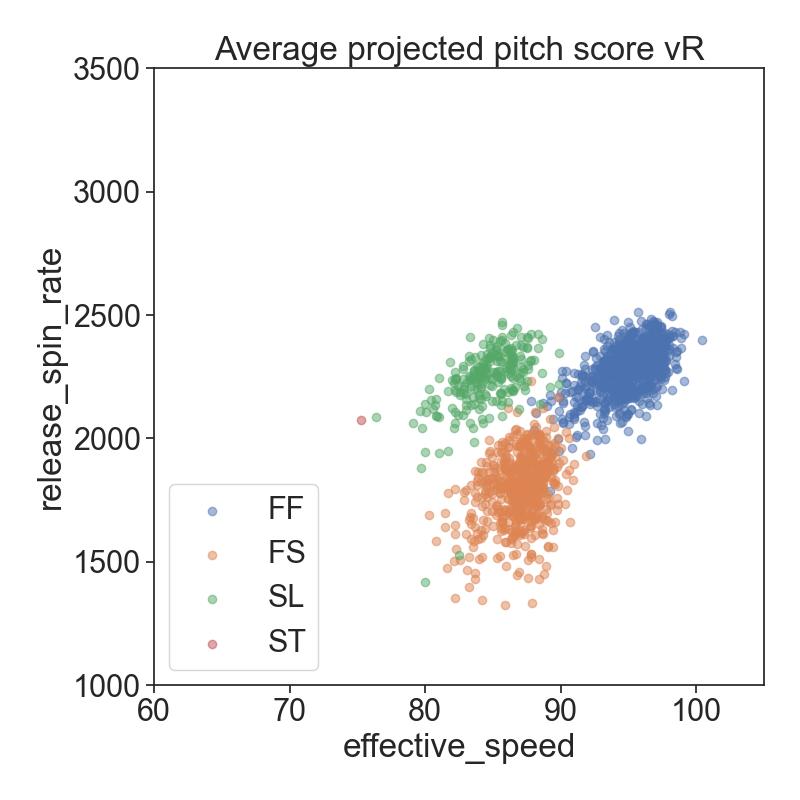 Average projected pitch score vR
release_spin_rate
3500
3000
2500
2000
1500
1000
FF
FS
SL
ST
60
70
80
90
100
effective_speed